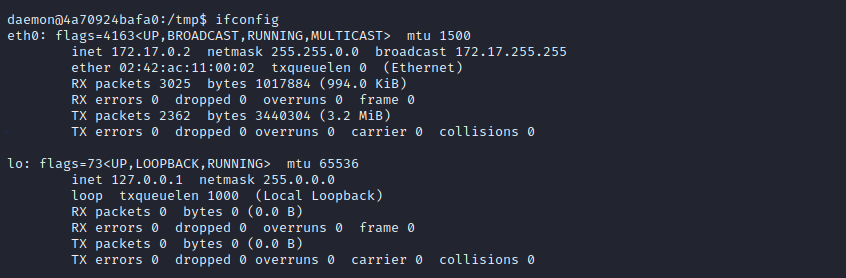 daemon@4a70924bafa0:/tmp$ ifconfig
eth0: flags=4163<UP,BROADCAST,RUNNING,MULTICAST>  mtu 1500
        inet 172.17.0.2  netmask 255.255.0.0  broadcast 172.17.255.255
        ether 02:42:ac:11:00:02  txqueuelen 0  (Ethernet)
        RX packets 3025  bytes 1017884 (994.0 KiB)
        RX errors 0  dropped 0  overruns 0  frame 0
        TX packets 2362  bytes 3440304 (3.2 MiB)
        TX errors 0  dropped 0 overruns 0  carrier 0  collisions 0

lo: flags=73<UP,LOOPBACK,RUNNING>  mtu 65536
        inet 127.0.0.1  netmask 255.0.0.0
        loop  txqueuelen 1000  (Local Loopback)
        RX packets 0  bytes 0 (0.0 B)
        RX errors 0  dropped 0  overruns 0  frame 0
        TX packets 0  bytes 0 (0.0 B)
        TX errors 0  dropped 0 overruns 0  carrier 0  collisions 0